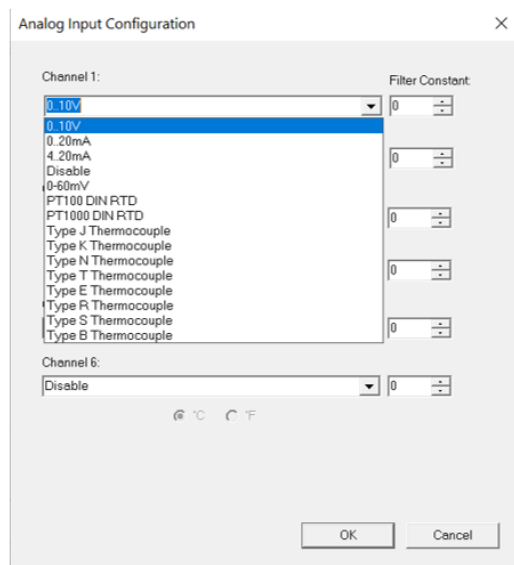 Analog Input Configuration
Channel 1:
Filter Constant:
0..10V
0
0..10V
0..20mA
4..20mA
0
Disable
0-60mV
PT100 DIN RTD
PT1000 DIN RTD
0
Type J Thermocouple
Type K Thermocouple
Type N Thermocouple
0
Type T Thermocouple
Type E Thermocouple
Type R Thermocouple
Type S Thermocouple
0
Type B Thermocouple
Channel 6:
Disable
0
°C
°F
OK
Cancel